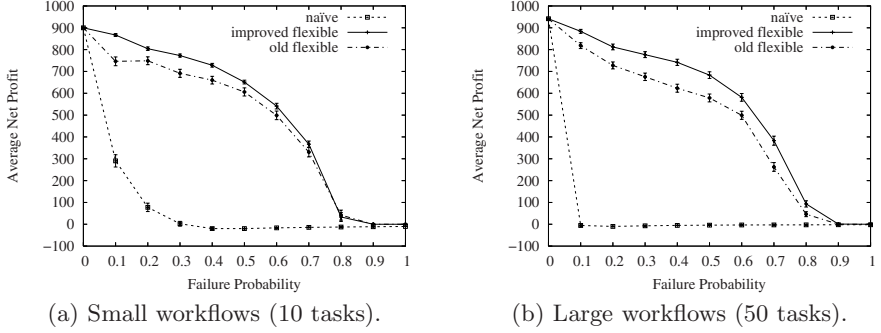 1000
900
800
700
600
500
400
300
200
100
0
−100
Average Net Profit
naïve
improved flexible
old flexible
0 0.1 0.2 0.3 0.4 0.5 0.6 0.7 0.8 0.9 1
Failure Probability
(a) Small workflows (10 tasks).
1000
900
800
700
600
500
400
300
200
100
0
−100
Average Net Profit
naïve
improved flexible
old flexible
0 0.1 0.2 0.3 0.4 0.5 0.6 0.7 0.8 0.9 1
Failure Probability
(b) Large workflows (50 tasks).